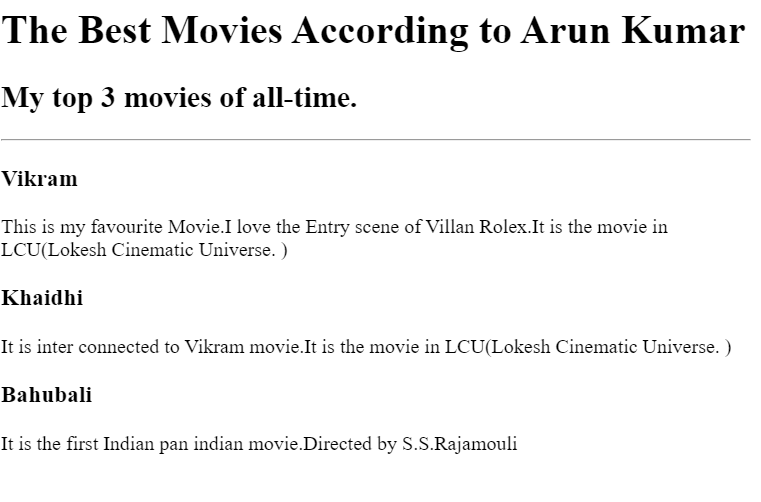 The Best Movies According to Arun Kumar
My top 3 movies of all-time.
Vikram
This is my favourite Movie.I love the Entry scene of Villan Rolex.It is the movie in
LCU(Lokesh Cinematic Universe. )
Khaidhi
It is inter connected to Vikram movie.It is the movie in LCU(Lokesh Cinematic Universe. )
Bahubali
It is the first Indian pan indian movie.Directed by S.S.Rajamouli